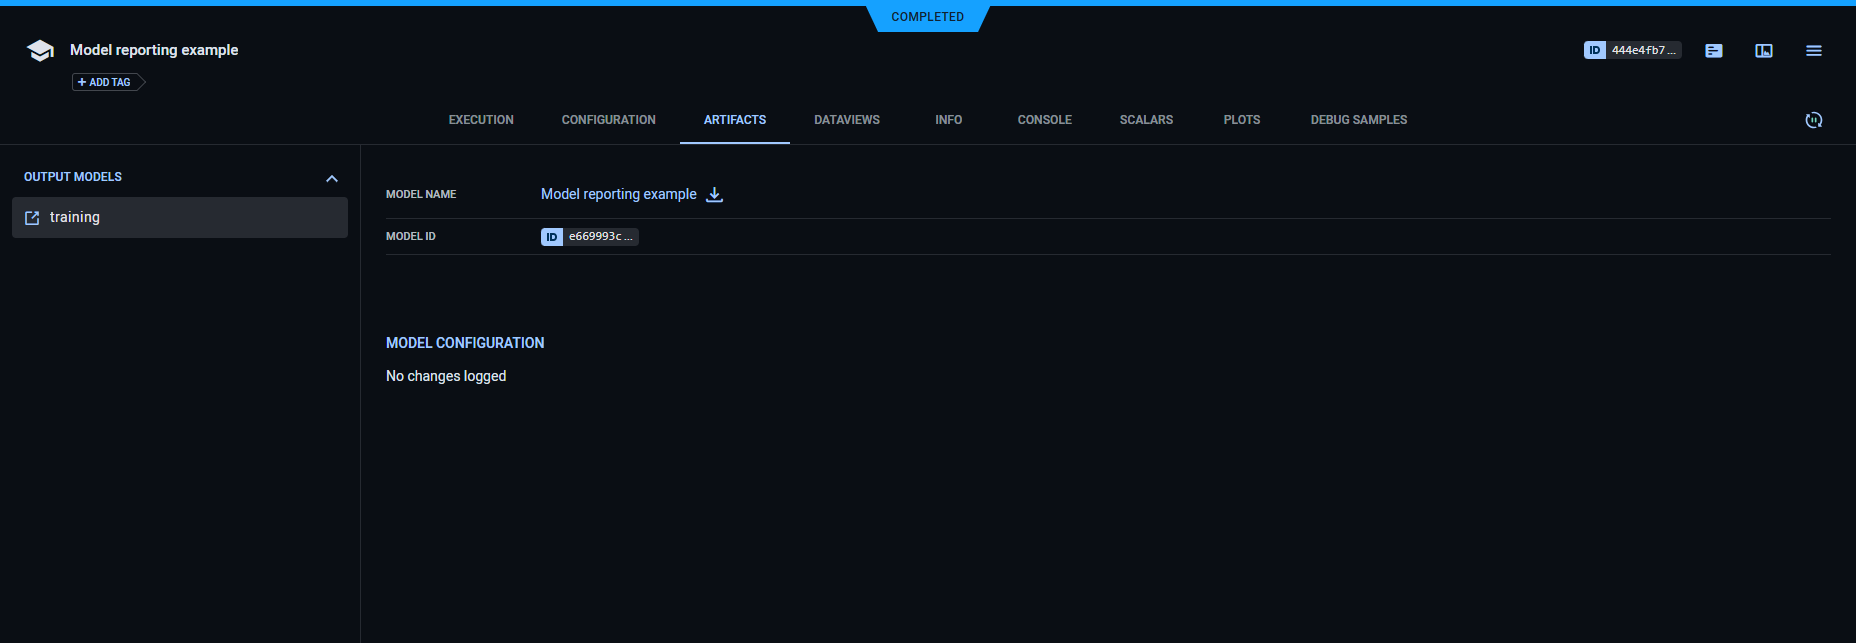 COMPLETED
Model reporting example
ID 444e4fb7...
+ ADD TAG
EXECUTION CONFIGURATION ARTIFACTS DATAVIEWS INFO CONSOLE SCALARS PLOTS DEBUG SAMPLES
OUTPUT MODELS
training
MODEL NAME Model reporting example
MODEL ID ID e669993c...
MODEL CONFIGURATION
No changes logged